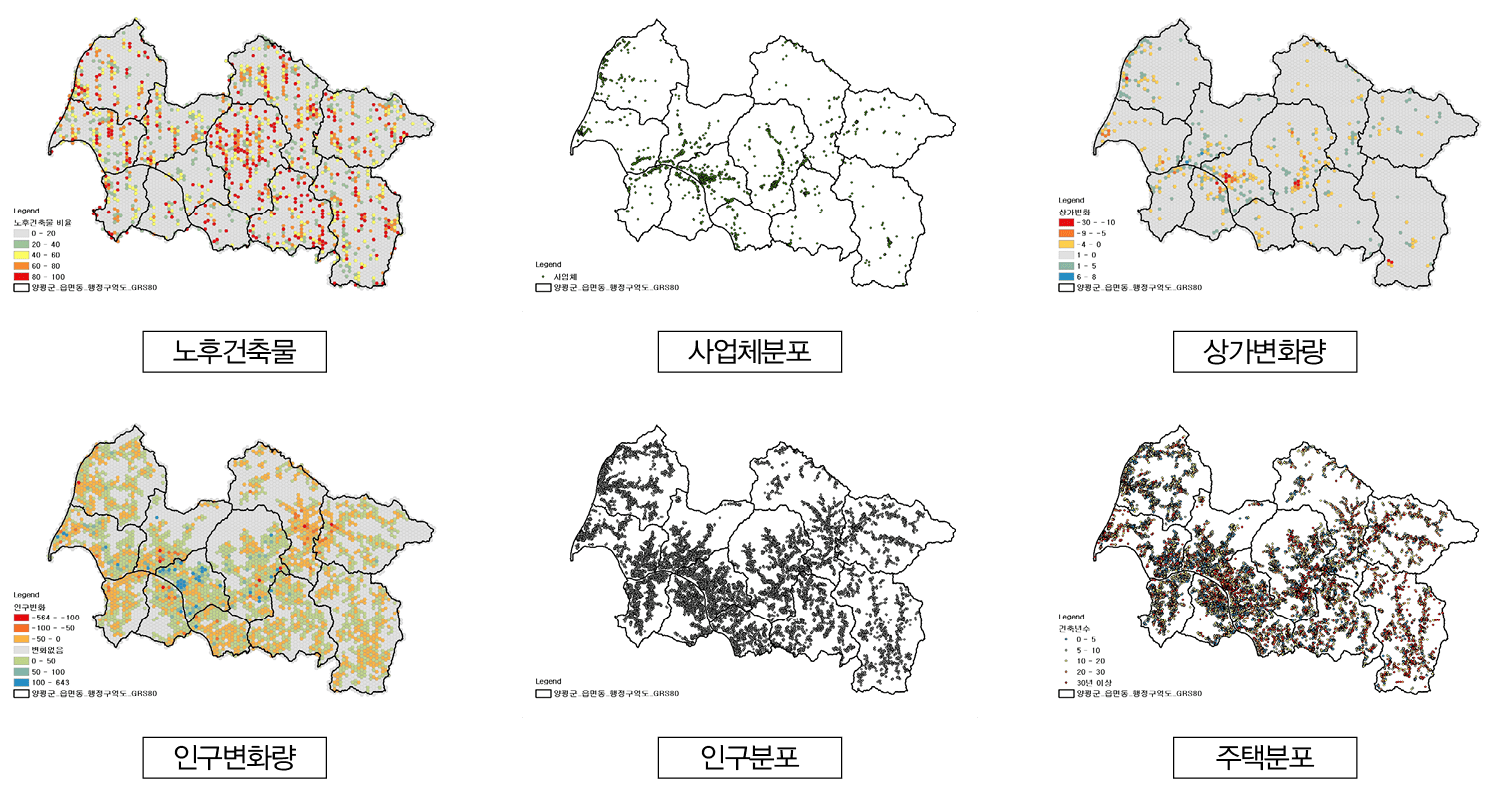 Legend
노후건축물 비율
0 - 20
20 - 40
40 - 60
60 - 80
80 - 100
양평군_읍면동_행정구역도_GRS80
노후건축물
Legend
사업체
양평군_읍면동_행정구역도_GRS80
사업체분포
Legend
상가변화
-30 - -10
-9 - -5
-4 - 0
1 - 0
1 - 5
6 - 8
양평군_읍면동_행정구역도_GRS80
상가변화량
Legend
인구변화
-564 - -100
-100 - -50
-50 - 0
변화없음
0 - 50
50 - 100
100 - 643
양평군_읍면동_행정구역도_GRS80
인구변화량
Legend
양평군_읍면동_행정구역도_GRS80
인구분포
Legend
건축년수
0 - 5
5 - 10
10 - 20
20 - 30
30년 이상
양평군_읍면동_행정구역도_GRS80
주택분포